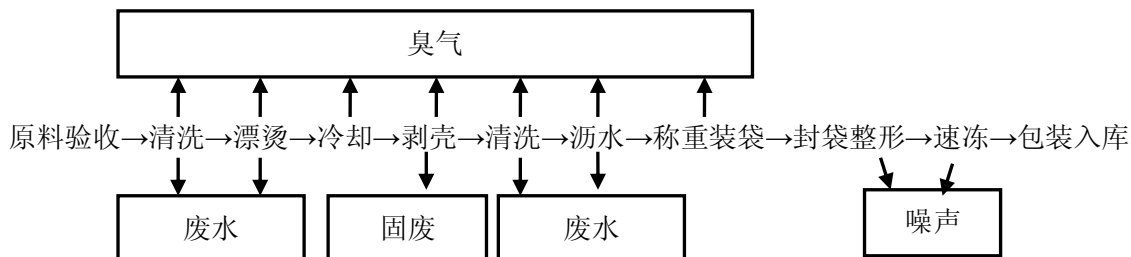 臭气
原料验收→清洗→漂烫→冷却→剥壳→清洗→沥水→称重装袋→封袋整形→速冻→包装入库
废水
固废
废水
噪声